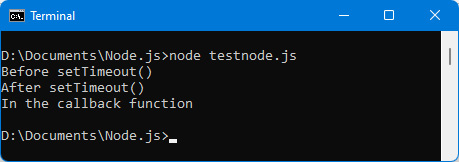 Terminal
D:\Documents\Node.js>node testnode.js
Before setTimeout()
After setTimeout()
In the callback function
D:\Documents\Node.js>